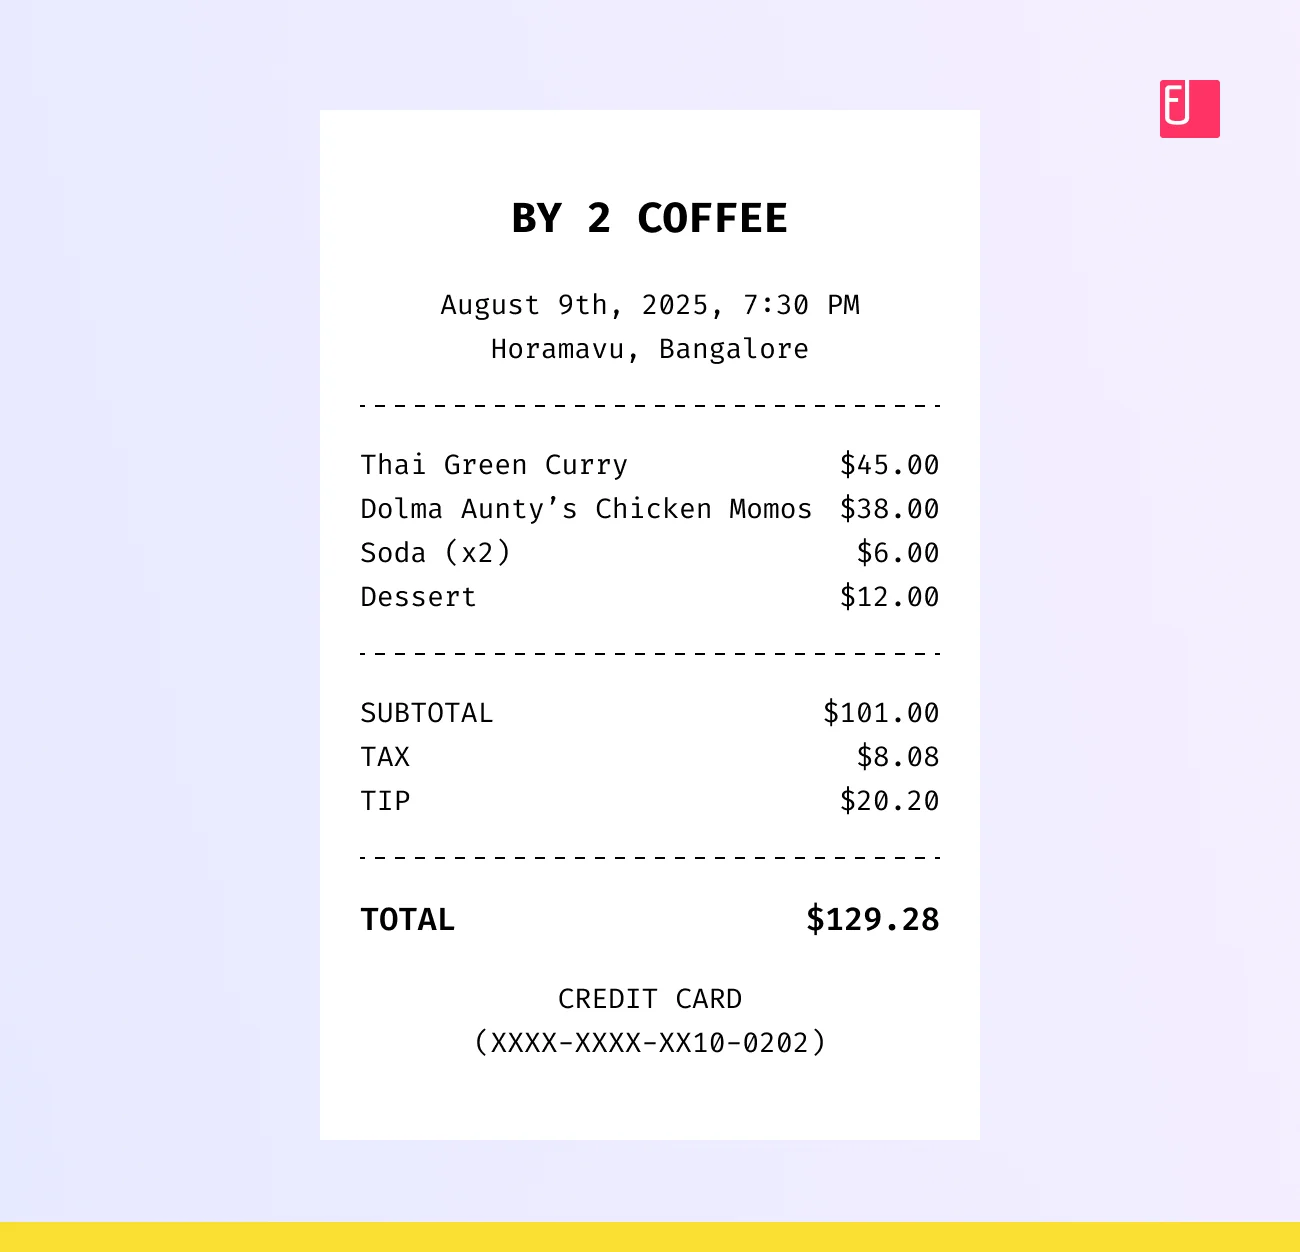 BY 2 COFFEE
August 9th, 2025, 7:30 PM
Horamavu, Bangalore
Thai Green Curry $45.00
Dolma Aunty’s Chicken Momos $38.00
Soda (x2) $6.00
Dessert $12.00
SUBTOTAL $101.00
TAX $8.08
TIP $20.20
TOTAL $129.28
CREDIT CARD
(XXXX-XXXX-XX10-0202)